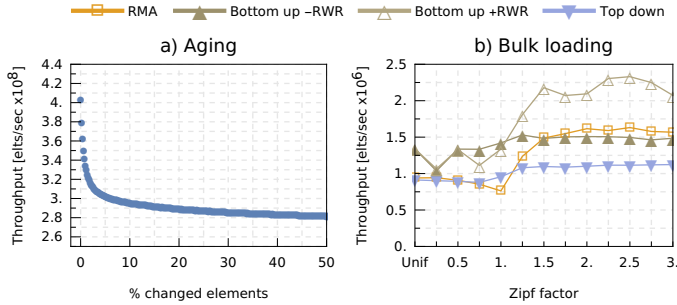 RMA Bottom up −RWR Bottom up +RWR Top down
a) Aging
Throughput [elts/sec x10^8]
4.4
4.2
4.
3.8
3.6
3.4
3.2
3.
2.8
2.6
0 10 20 30 40 50
% changed elements
b) Bulk loading
Throughput [elts/sec x10^6]
2.5
2.
1.5
1.
0.5
0.
Unif 0.5 1. 1.5 2. 2.5 3.
Zipf factor